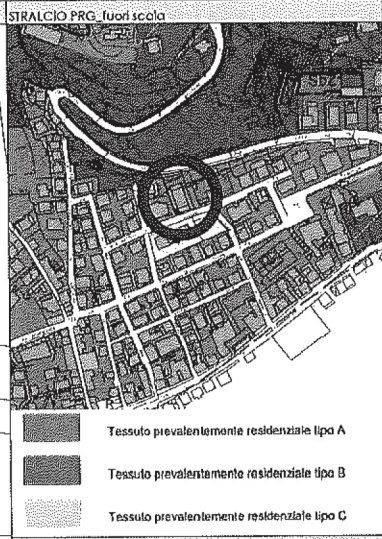 STRALCIO PRG_fuori scala
Tessuto prevalentemente residenziale tipo A
Tessuto prevalentemente residenziale tipo B
Tessuto prevalentemente residenziale tipo C